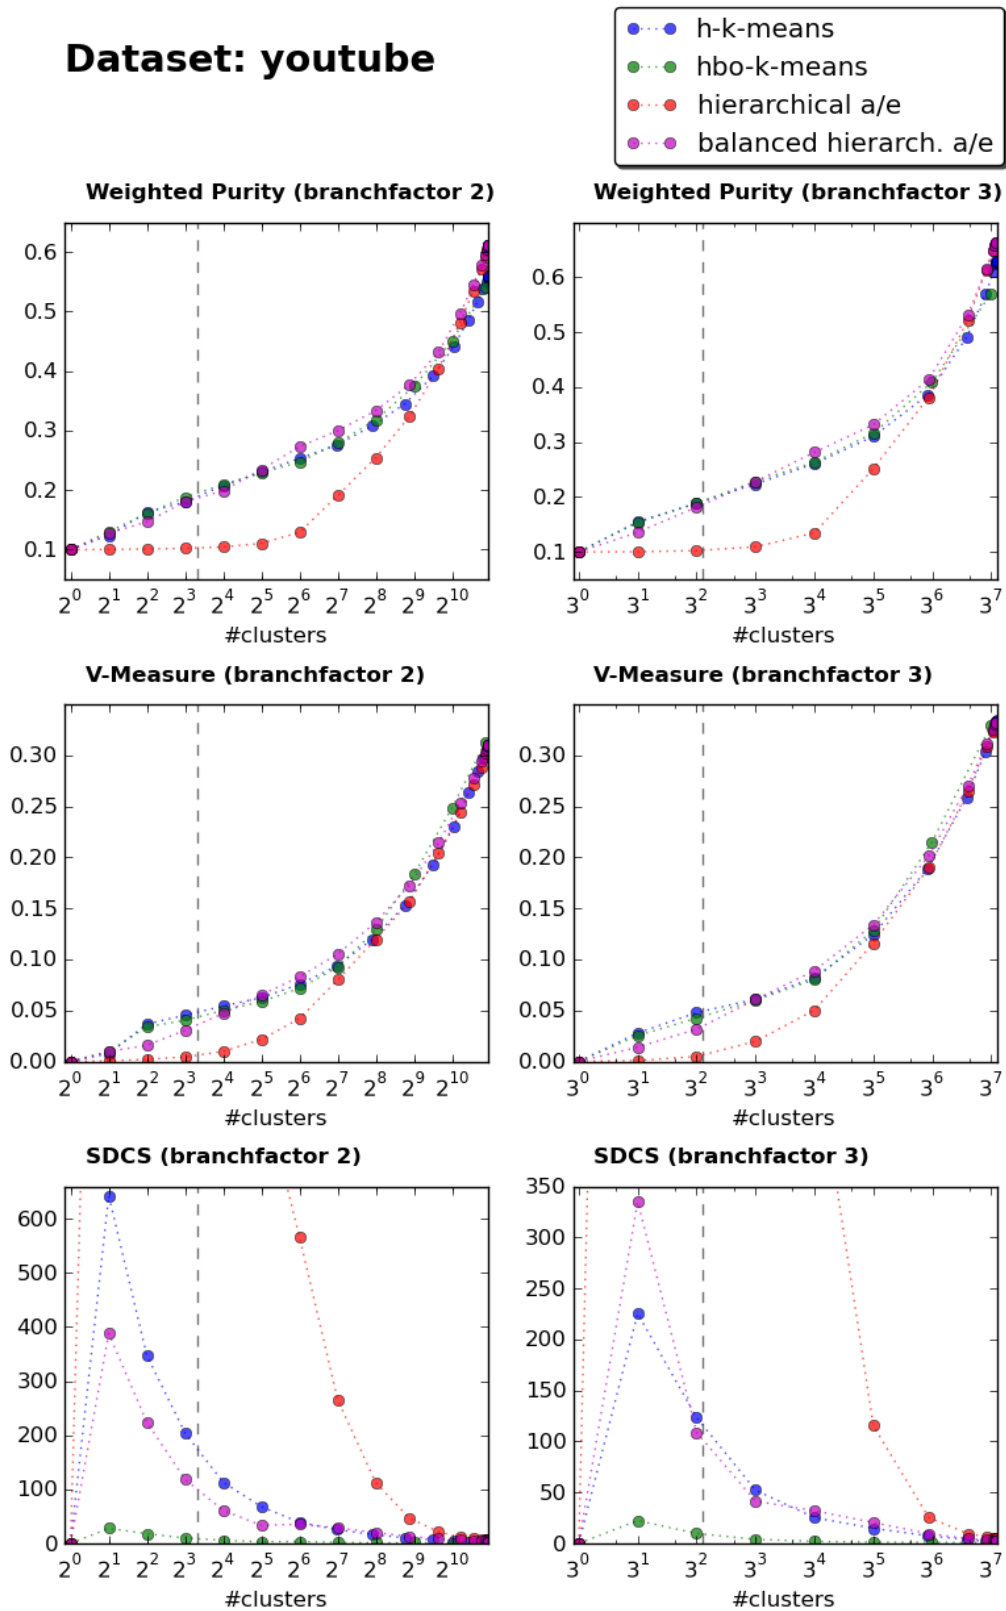 Dataset: youtube
h-k-means
hbo-k-means
hierarchical a/e
balanced hierarch. a/e
Weighted Purity (branchfactor 2)
0.6
0.5
0.4
0.3
0.2
0.1
2^0 2^1 2^2 2^3 2^4 2^5 2^6 2^7 2^8 2^9 2^10
#clusters
Weighted Purity (branchfactor 3)
0.6
0.5
0.4
0.3
0.2
0.1
3^0 3^1 3^2 3^3 3^4 3^5 3^6 3^7
#clusters
V-Measure (branchfactor 2)
0.30
0.25
0.20
0.15
0.10
0.05
0.00
2^0 2^1 2^2 2^3 2^4 2^5 2^6 2^7 2^8 2^9 2^10
#clusters
V-Measure (branchfactor 3)
0.30
0.25
0.20
0.15
0.10
0.05
0.00
3^0 3^1 3^2 3^3 3^4 3^5 3^6 3^7
#clusters
SDCS (branchfactor 2)
600
500
400
300
200
100
0
2^0 2^1 2^2 2^3 2^4 2^5 2^6 2^7 2^8 2^9 2^10
#clusters
SDCS (branchfactor 3)
350
300
250
200
150
100
50
0
3^0 3^1 3^2 3^3 3^4 3^5 3^6 3^7
#clusters